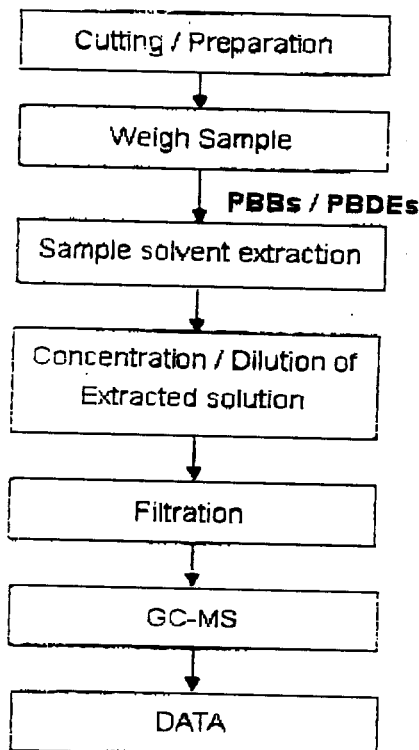 Cutting / Preparation
Weigh Sample
PBBs / PBDEs
Sample solvent extraction
Concentration / Dilution of
Extracted solution
Filtration
GC-MS
DATA